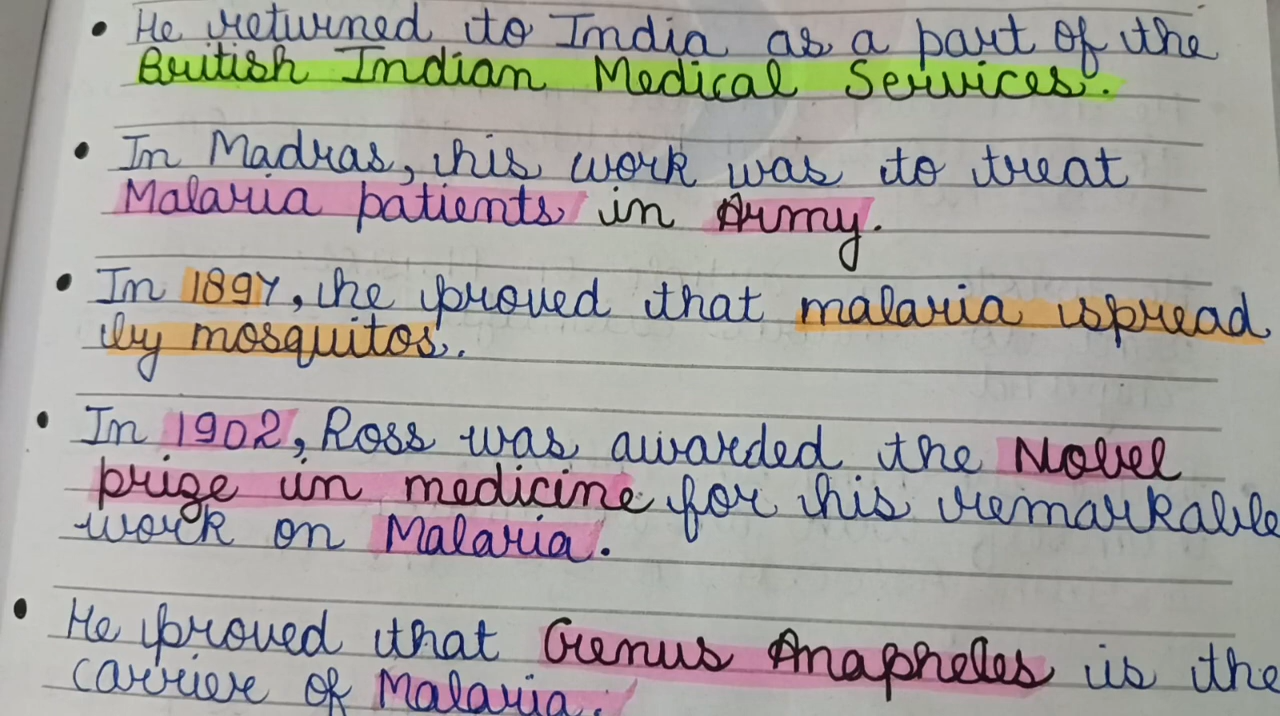 • He returned to India as a part of the
British Indian Medical Services.
• In Madras, his work was to treat
Malaria patients in Army.
• In 1897, he proved that malaria spread
by mosquitos.
• In 1902, Ross was awarded the Nobel
prize in medicine for his remarkable
work on Malaria.
• He proved that Genus Anapheles is the
carrier of Malaria.